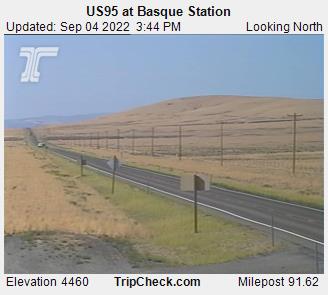 US95 at Basque Station
Updated: Sep 04 2022 3:44 PM Looking North
Elevation 4460 TripCheck.com Milepost 91.62